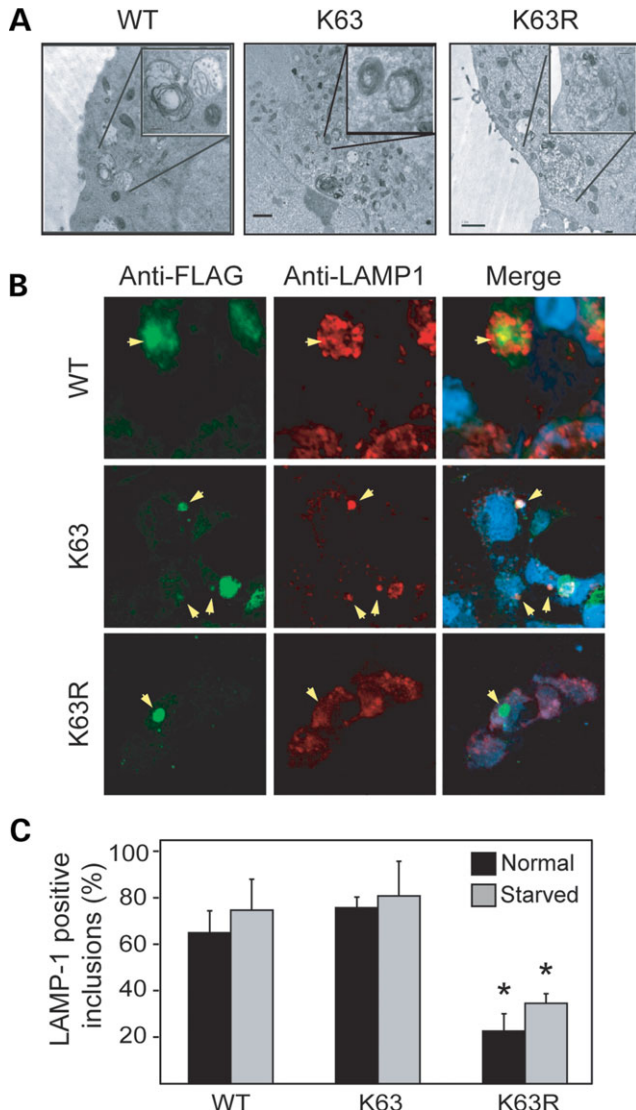 A
WT
K63
K63R
B
Anti-FLAG
Anti-LAMP1
Merge
WT
K63
K63R
C
LAMP-1 positive
inclusions (%)
100
80
60
40
20
Normal
Starved
*
*
WT
K63
K63R